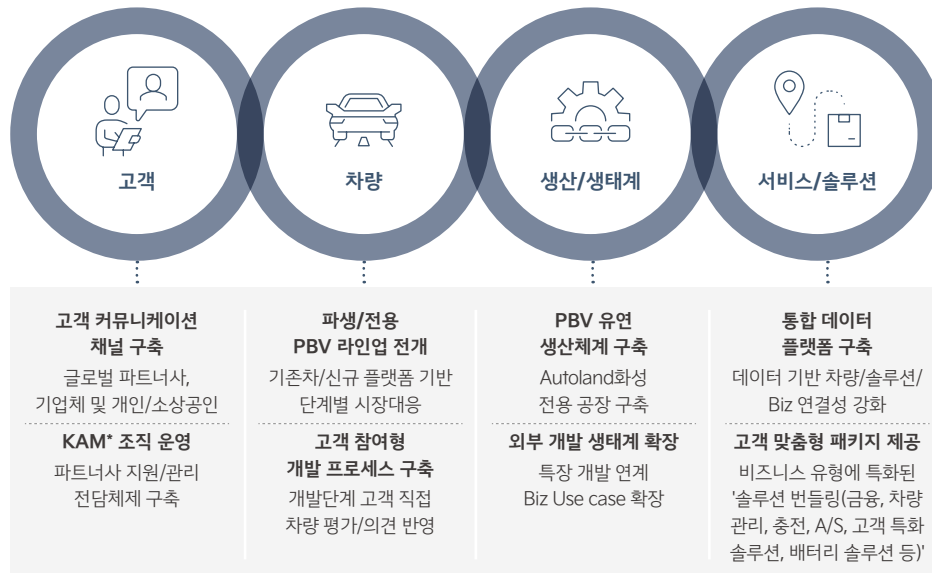 고객
차량
생산/생태계
서비스/솔루션
고객 커뮤니케이션
채널 구축
글로벌 파트너사,
기업체 및 개인/소상공인
KAM* 조직 운영
파트너사 지원/관리
전담체제 구축
파생/전용
PBV 라인업 전개
기존차/신규 플랫폼 기반
단계별 시장대응
고객 참여형
개발 프로세스 구축
개발단계 고객 직접
차량 평가/의견 반영
PBV 유연
생산체계 구축
Autoland화성
전용 공장 구축
외부 개발 생태계 확장
특장 개발 연계
Biz Use case 확장
통합 데이터
플랫폼 구축
데이터 기반 차량/솔루션/
Biz 연결성 강화
고객 맞춤형 패키지 제공
비즈니스 유형에 특화된
'솔루션 번들링(금융, 차량
관리, 충전, A/S, 고객 특화
솔루션, 배터리 솔루션 등)'